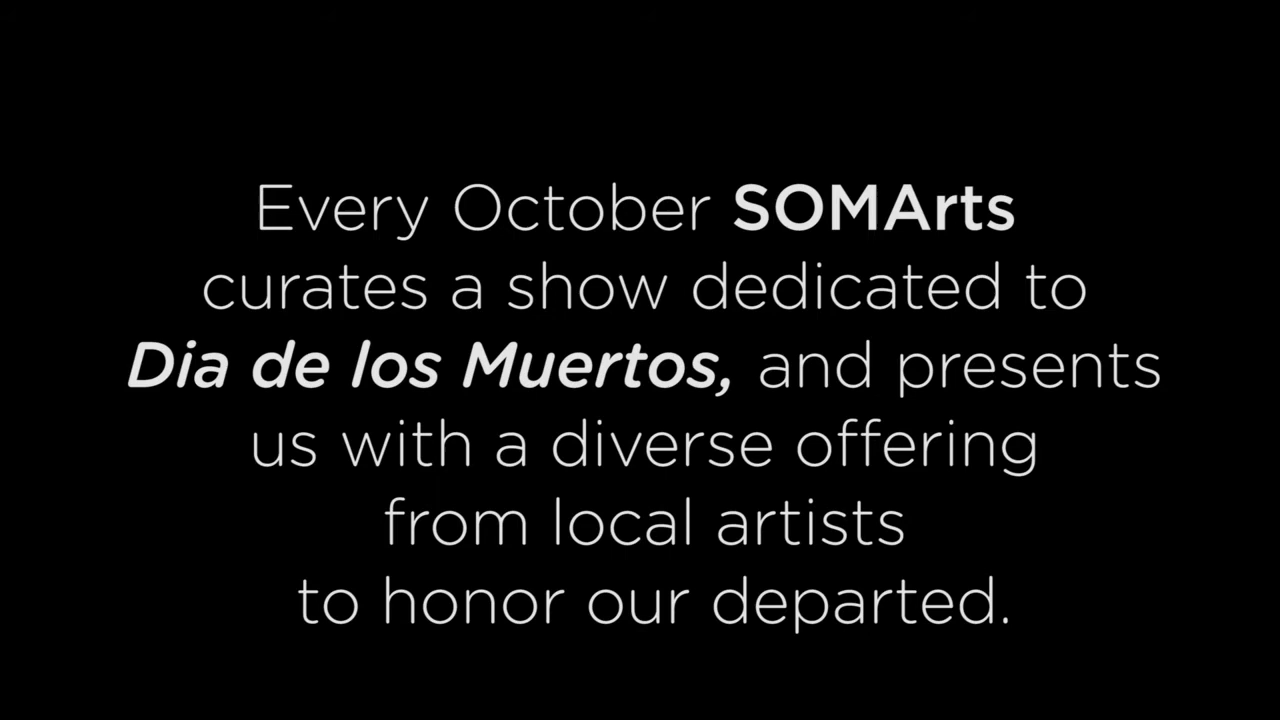 Every October SOMArts
curates a show dedicated to
Dia de los Muertos, and presents
us with a diverse offering
from local artists
to honor our departed.